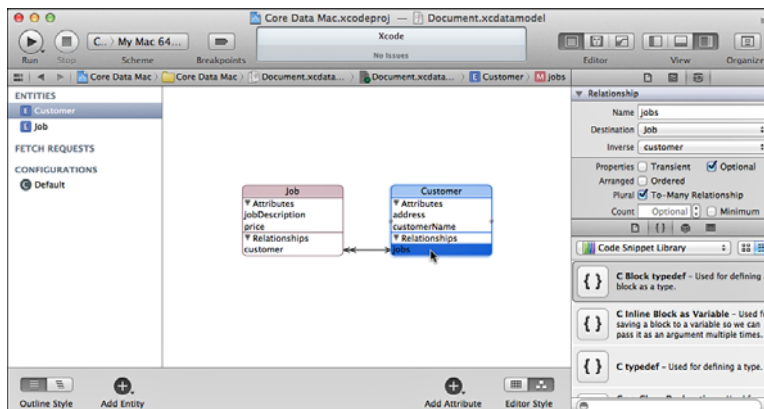 Core Data Mac.xcodeproj — Document.xcdatamodel
C... My Mac 64...
Xcode
No Issues
Run Stop Scheme Breakpoints Editor View Organize
Core Data Mac Core Data Mac Document.xcdata... Document.xcdata... E Customer M jobs
ENTITIES
E Customer
E Job
FETCH REQUESTS
CONFIGURATIONS
C Default
Job
Attributes
jobDescription
price
Relationships
customer
Customer
Attributes
address
customerName
Relationships
jobs
Relationship
Name jobs
Destination Job
Inverse customer
Properties Transient Optional
Arranged Ordered
Plural To-Many Relationship
Count Optional Minimum
{}
Code Snippet Library
{ } C Block typedef – Used for defining a
block as a type.
{ } C Inline Block as Variable – Used f
saving a block to a variable so we can
pass it as an argument multiple times.
{ } C typedef – Used for defining a type.
Outline Style Add Entity Add Attribute Editor Style